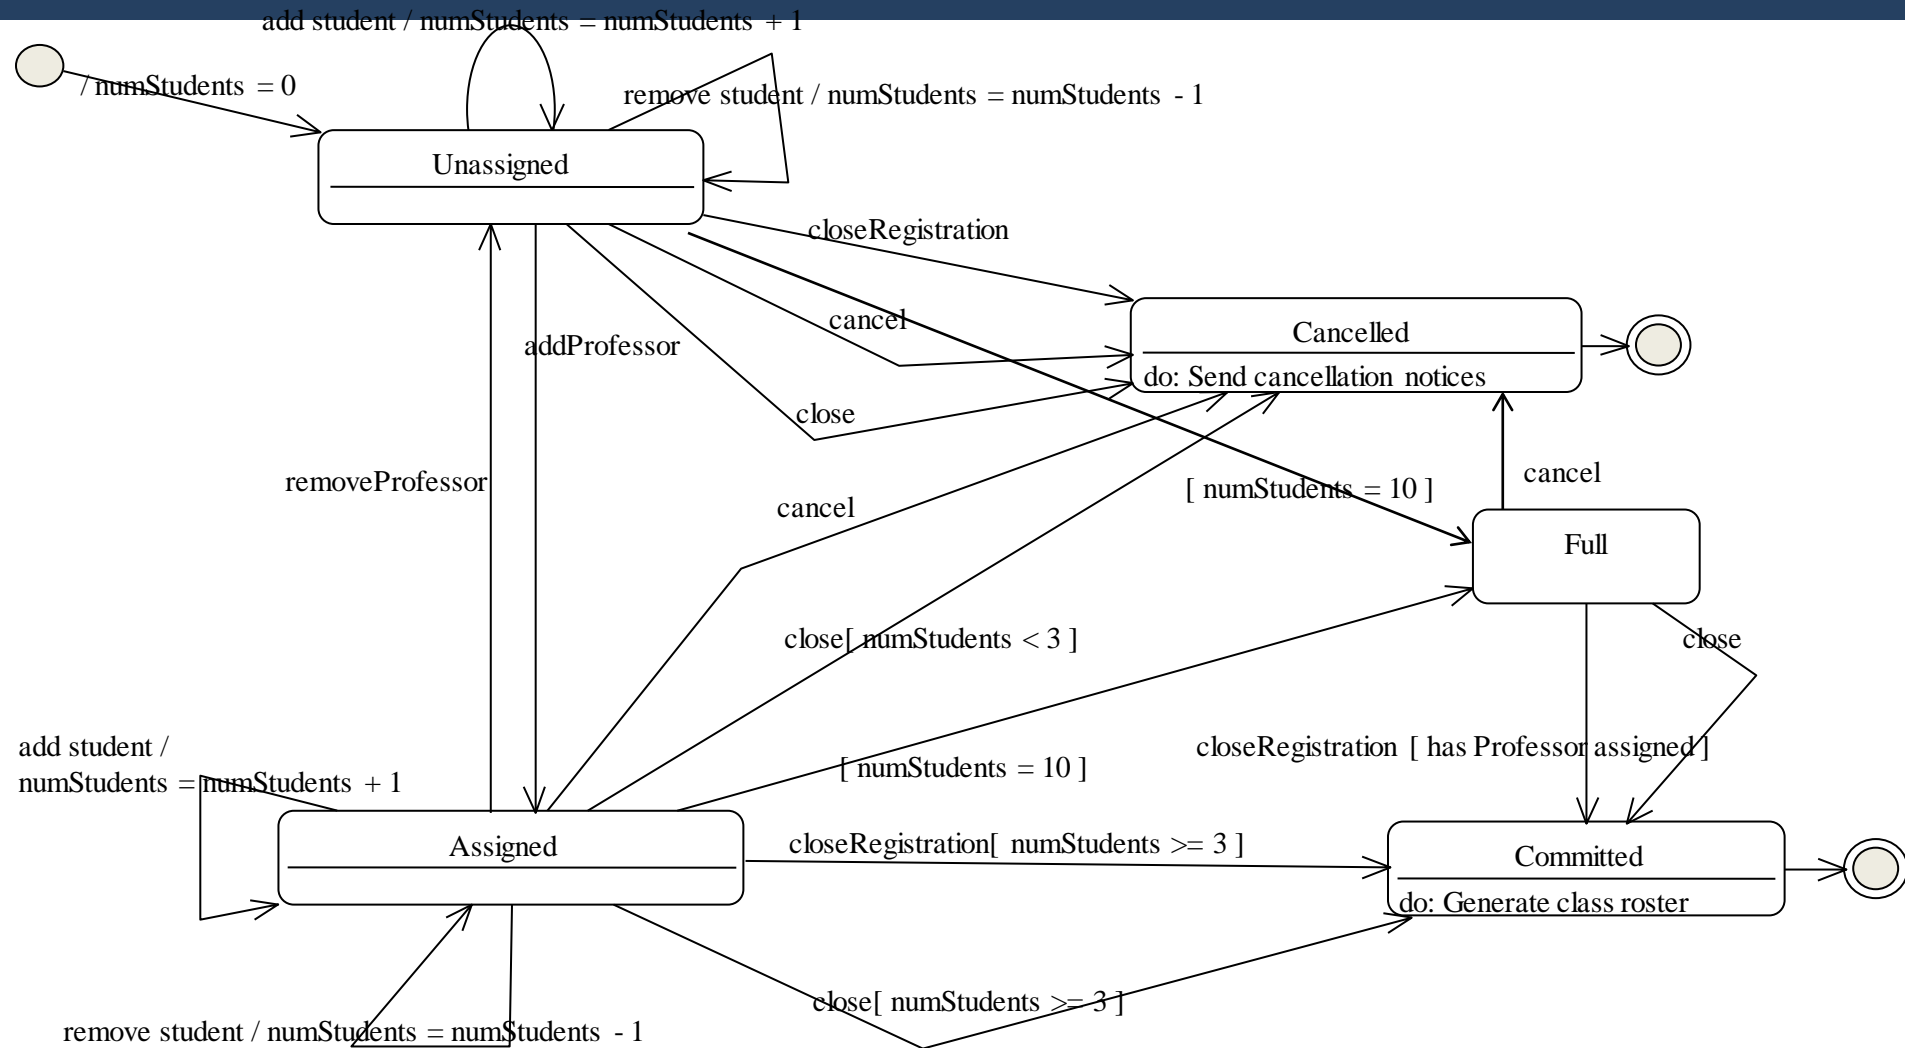 add student / numStudents = numStudents + 1
/ numStudents = 0
remove student / numStudents = numStudents - 1
Unassigned
closeRegistration
cancel
Cancelled
addProfessor
do: Send cancellation notices
close
removeProfessor
cancel
[ numStudents = 10 ]
cancel
Full
close[ numStudents < 3 ]
close
add student /
numStudents = numStudents + 1
closeRegistration [ has Professor assigned ]
[ numStudents = 10 ]
Assigned
closeRegistration[ numStudents >= 3 ]
Committed
do: Generate class roster
close[ numStudents >= 3 ]
remove student / numStudents = numStudents - 1